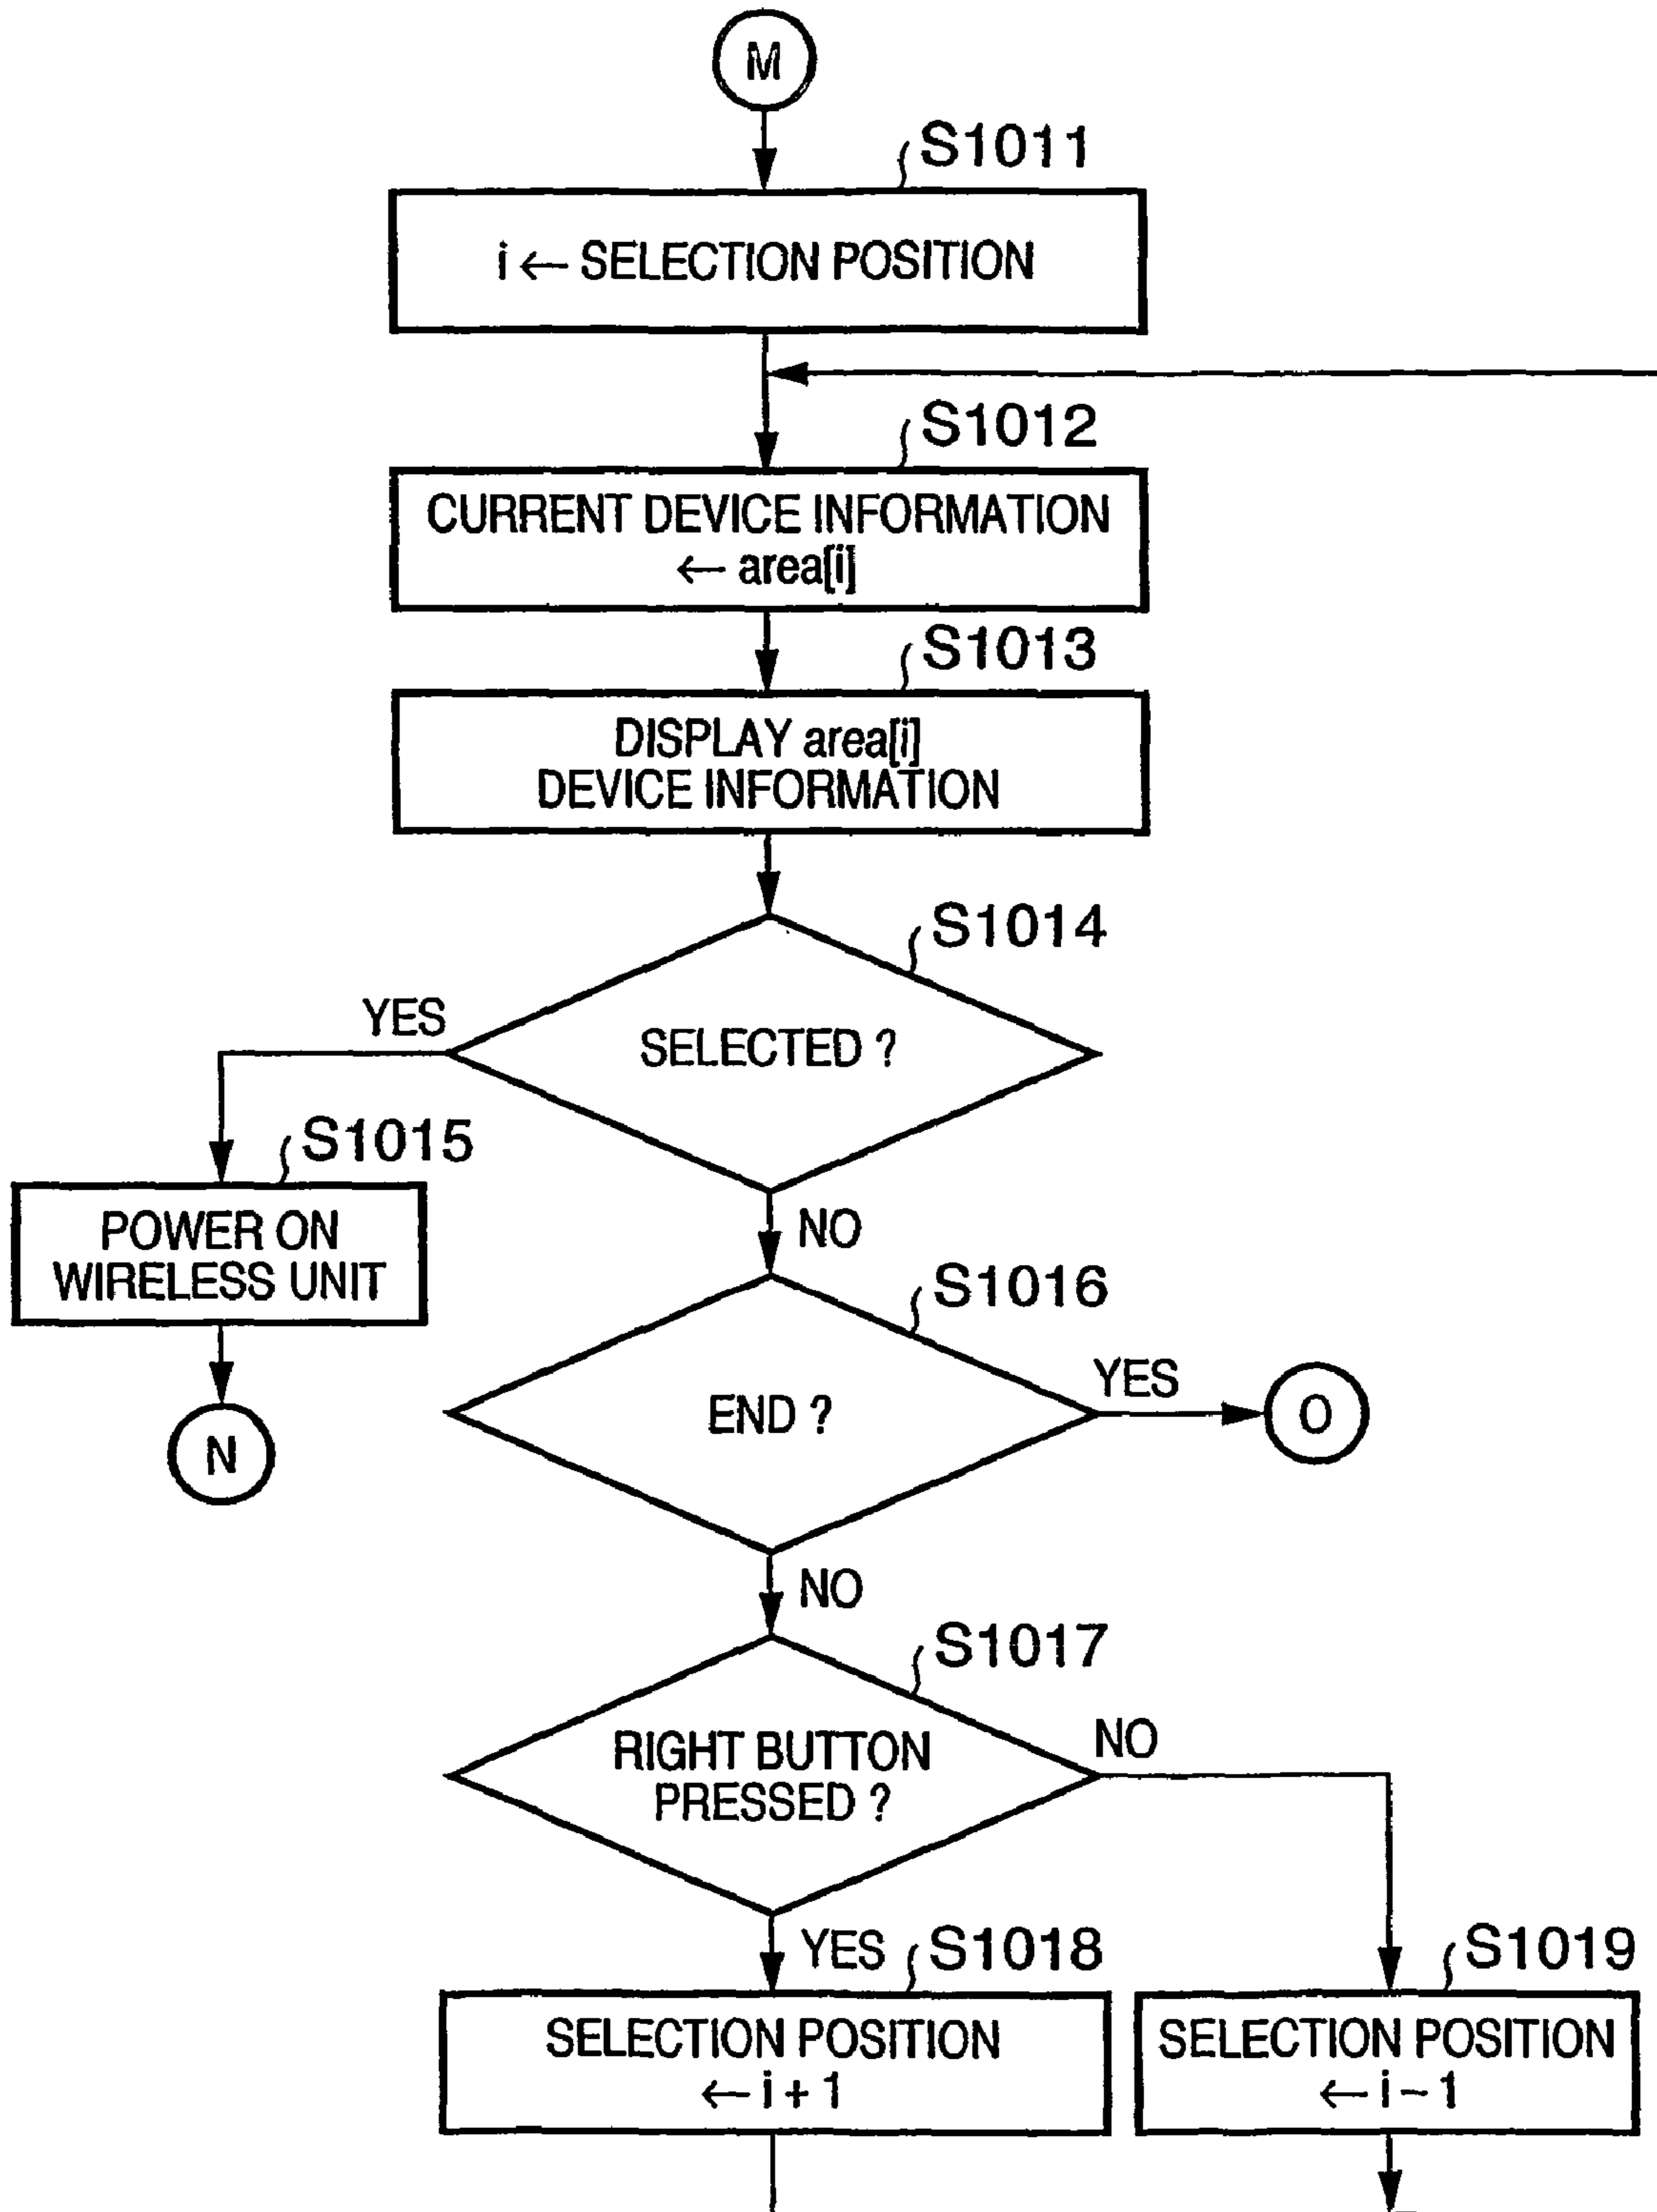 M
S1011
i ← SELECTION POSITION
S1012
CURRENT DEVICE INFORMATION
← area[i]
S1013
DISPLAY area[i]
DEVICE INFORMATION
S1014
YES
SELECTED ?
S1015
POWER ON
WIRELESS UNIT
NO
S1016
YES
END ?
O
N
NO
S1017
RIGHT BUTTON
PRESSED ?
NO
YES
S1018
S1019
SELECTION POSITION
← i + 1
SELECTION POSITION
← i – 1